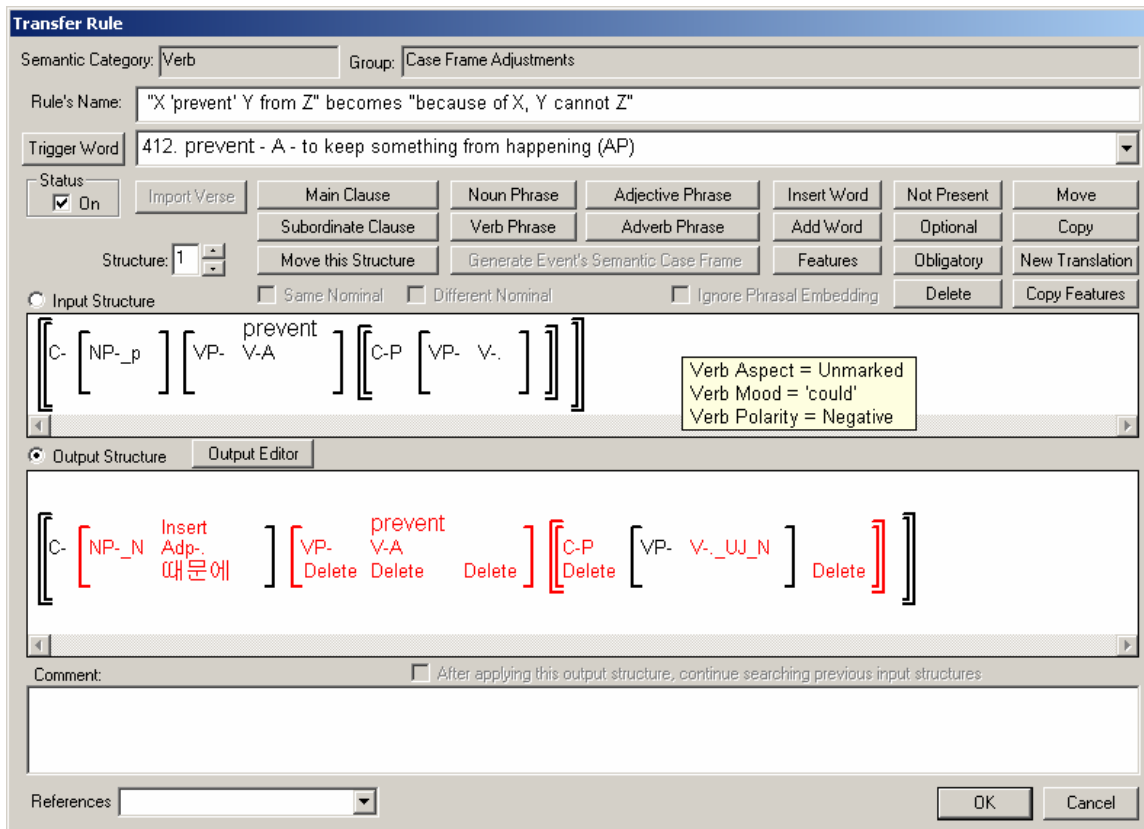 Transfer Rule
Semantic Category: Verb Group: Case Frame Adjustments
Rule's Name: "X 'prevent' Y from Z" becomes "because of X, Y cannot Z"
Trigger Word 412. prevent - A - to keep something from happening (AP)
Status
On Import Verse Main Clause Noun Phrase Adjective Phrase Insert Word Not Present Move
Subordinate Clause Verb Phrase Adverb Phrase Add Word Optional Copy
Structure: 1 Move this Structure Generate Event's Semantic Case Frame Features Obligatory New Translation
Input Structure Same Nominal Different Nominal Ignore Phrasal Embedding Delete Copy Features
prevent
C- NP-_p VP- V-A C-P VP- V-.
Verb Aspect = Unmarked
Verb Mood = 'could'
Verb Polarity = Negative
Output Structure Output Editor
Insert prevent
C- NP-_N Adp-. VP- V-A C-P VP- V-._UJ_N
때문에 Delete Delete Delete Delete Delete
Comment: After applying this output structure, continue searching previous input structures
References OK Cancel